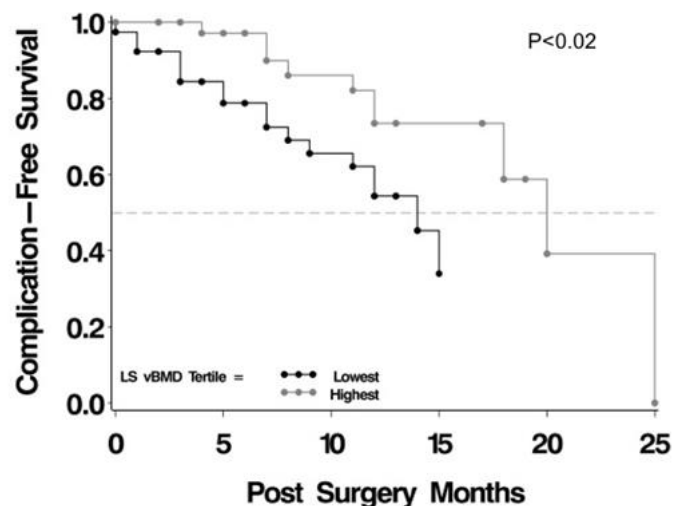 P<0.02
Complication–Free Survival
1.0
0.8
0.6
0.4
0.2
0.0
LS vBMD Tertile =
Lowest
Highest
0 5 10 15 20 25
Post Surgery Months